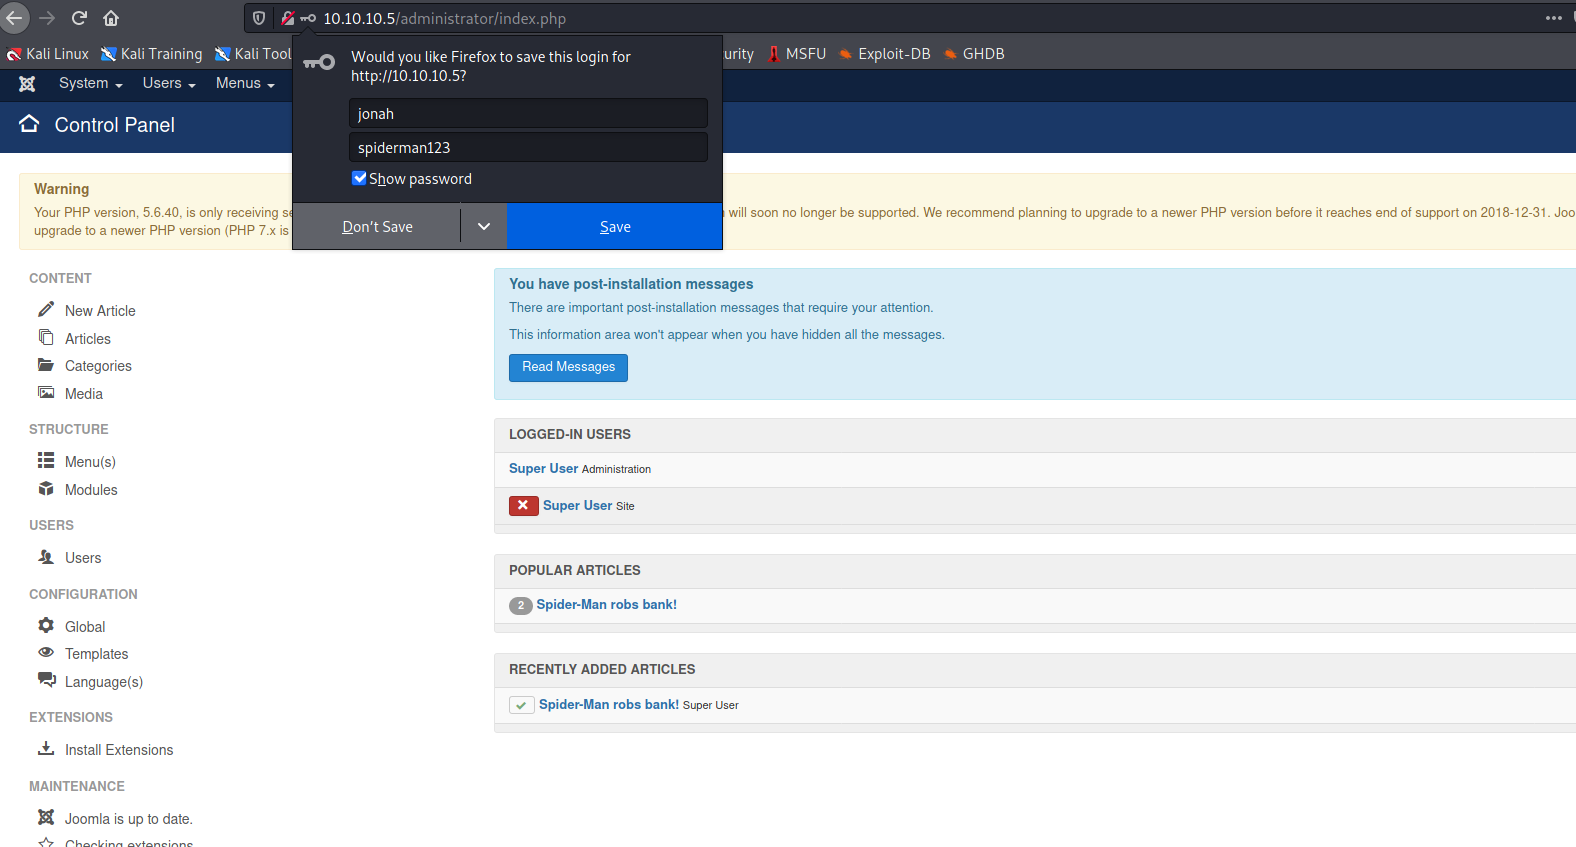 10.10.10.5/administrator/index.php
Kali Linux Kali Training Kali Tool urity MSFU Exploit-DB GHDB
Would you like Firefox to save this login for
http://10.10.10.5?
jonah
spiderman123
Show password
Don't Save Save
System Users Menus
Control Panel
Warning
Your PHP version, 5.6.40, is only receiving se will soon no longer be supported. We recommend planning to upgrade to a newer PHP version before it reaches end of support on 2018-12-31. Joo
upgrade to a newer PHP version (PHP 7.x is
CONTENT
New Article
Articles
Categories
Media
STRUCTURE
Menu(s)
Modules
USERS
Users
CONFIGURATION
Global
Templates
Language(s)
EXTENSIONS
Install Extensions
MAINTENANCE
Joomla is up to date.
Checking extensions
You have post-installation messages
There are important post-installation messages that require your attention.
This information area won't appear when you have hidden all the messages.
Read Messages
LOGGED-IN USERS
Super User Administration
Super User Site
POPULAR ARTICLES
2 Spider-Man robs bank!
RECENTLY ADDED ARTICLES
Spider-Man robs bank! Super User